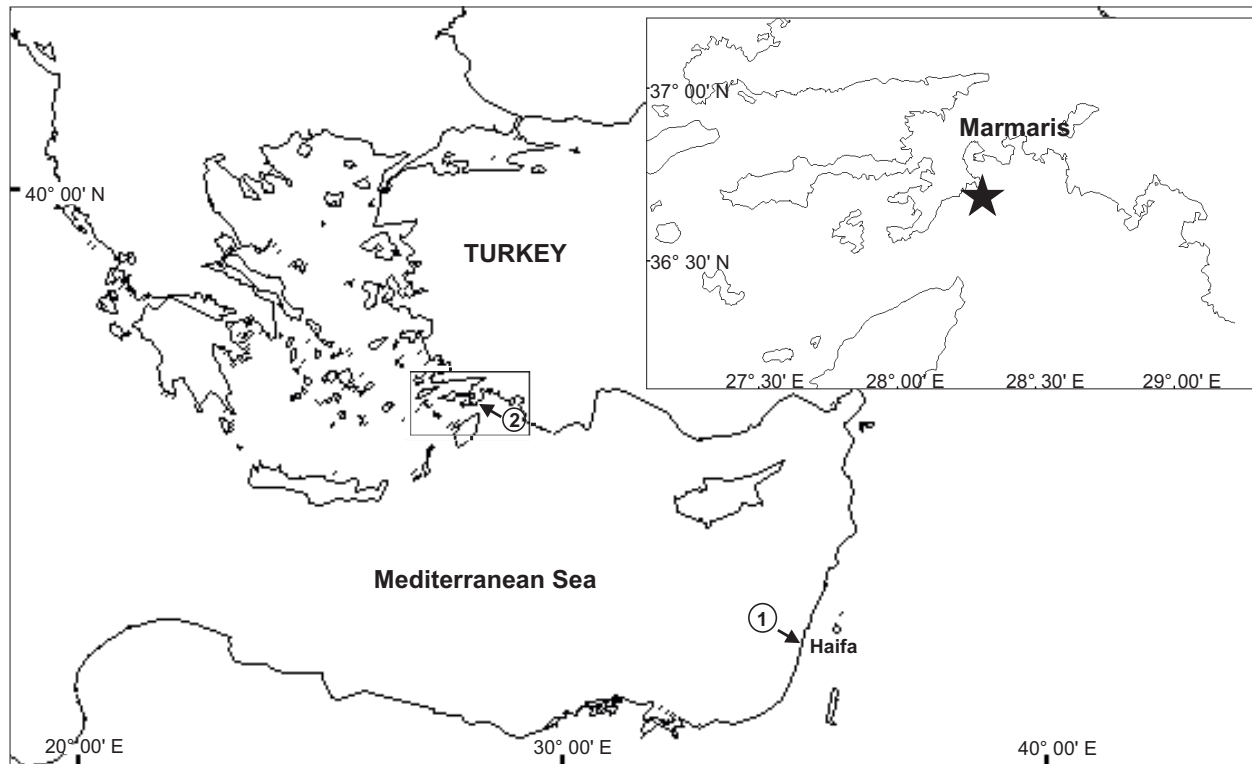 37° 00' N
Marmaris
40° 00' N
TURKEY
36° 30' N
27°.30' E
28° 00' E
28°.30' E
29° 00' E
2
Mediterranean Sea
1
Haifa
20° 00' E
30° 00' E
40° 00' E